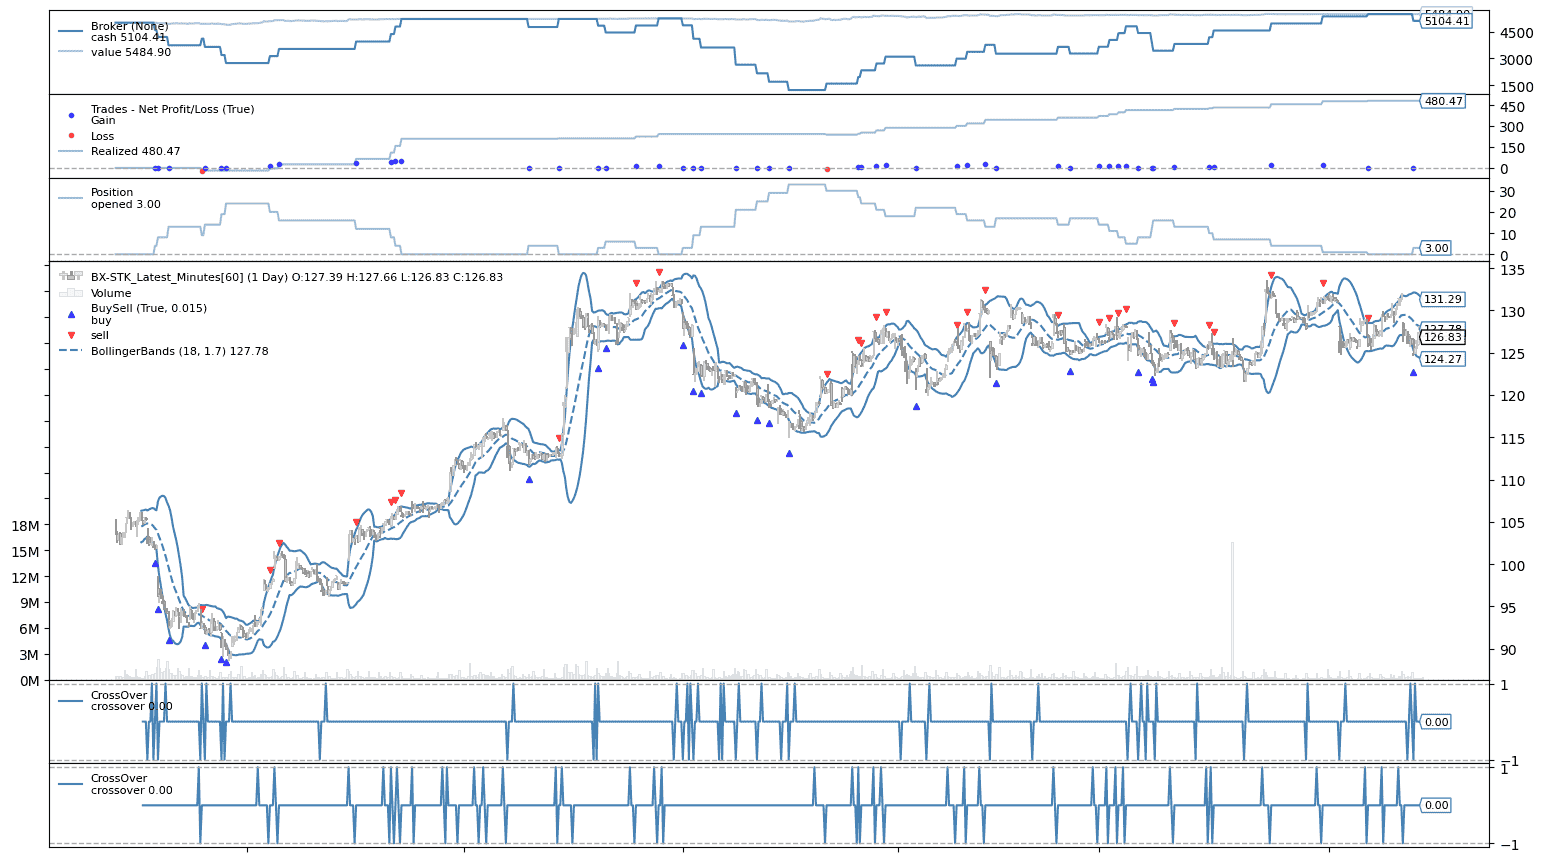 Broker (None)
cash 5104.41
value 5484.90
5484.90
5104.41
4500
3000
1500
Trades - Net Profit/Loss (True)
Gain
Loss
Realized 480.47
480.47
450
300
150
0
Position
opened 3.00
30
20
10
0
3.00
BX-STK_Latest_Minutes[60] (1 Day) O:127.39 H:127.66 L:126.83 C:126.83
Volume
BuySell (True, 0.015)
buy
sell
BollingerBands (18, 1.7) 127.78
135
130
125
120
115
110
105
100
95
90
131.29
127.78
126.83
124.27
18M
15M
12M
9M
6M
3M
0M
CrossOver
crossover 0.00
1
0.00
−1
CrossOver
crossover 0.00
1
0.00
−1